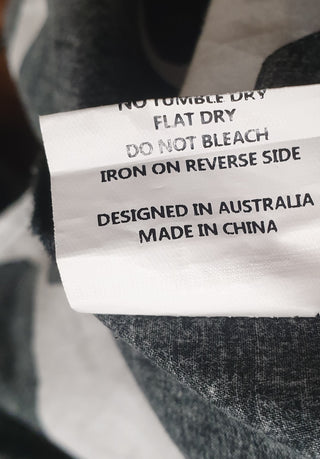 NO TUMBLE DRY
FLAT DRY
DO NOT BLEACH
IRON ON REVERSE SIDE
DESIGNED IN AUSTRALIA
MADE IN CHINA